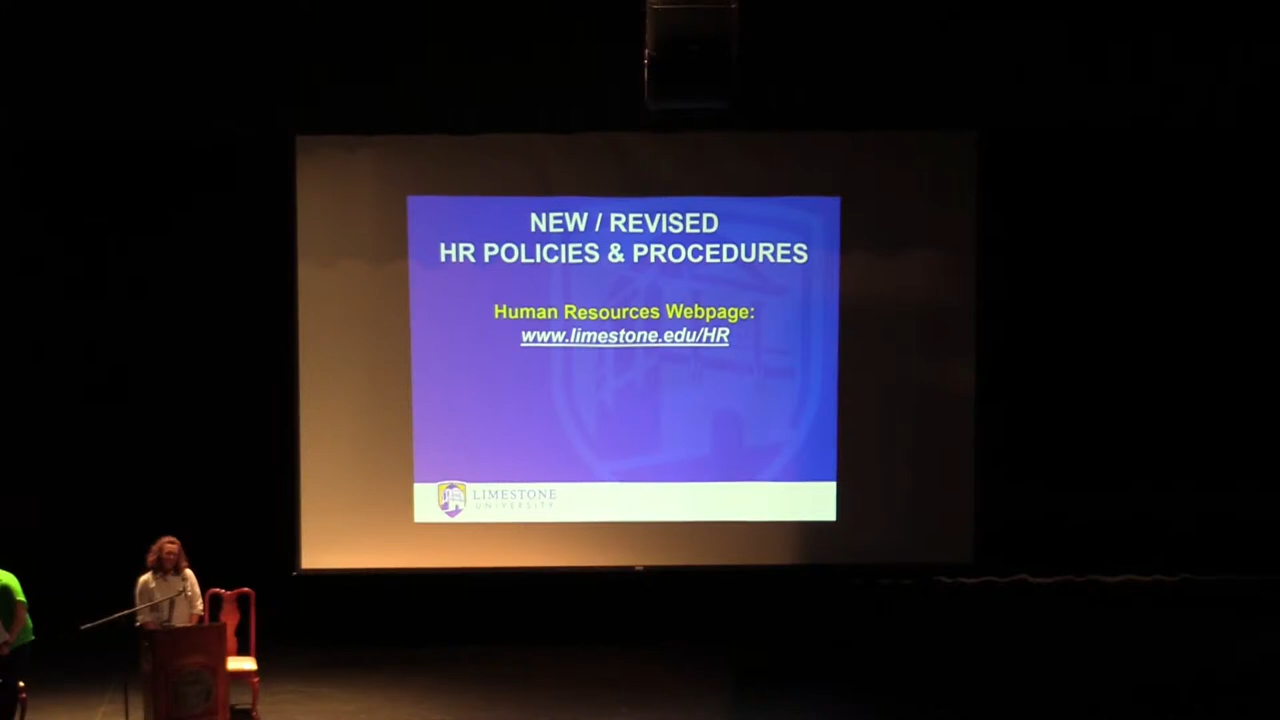 NEW / REVISED
HR POLICIES & PROCEDURES
Human Resources Webpage:
www.limestone.edu/HR
LIMESTONE
UNIVERSITY